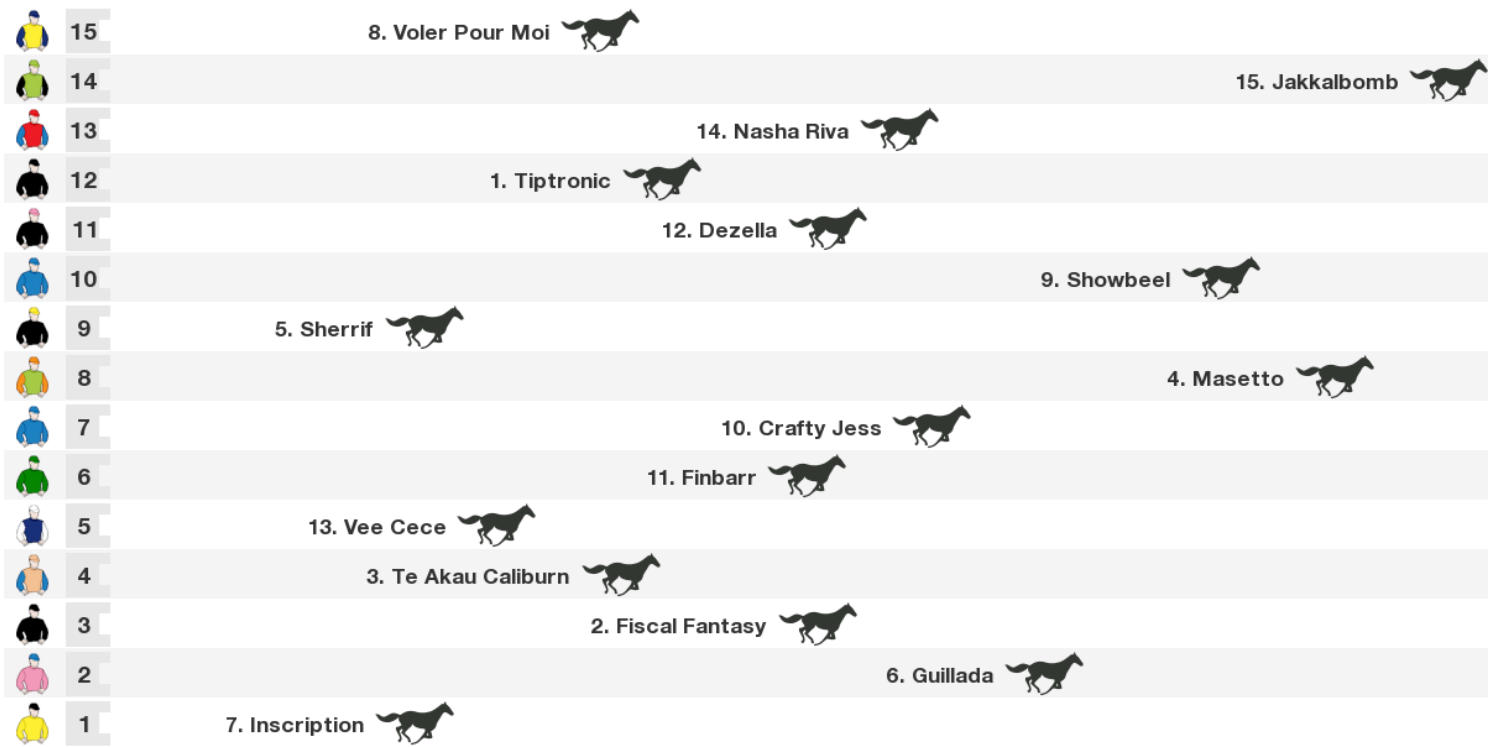 15 8. Voler Pour Moi
14 15. Jakkalbomb
13 14. Nasha Riva
12 1. Tiptronic
11 12. Dezella
10 9. Showbeel
9 5. Sherrif
8 4. Masetto
7 10. Crafty Jess
6 11. Finbarr
5 13. Vee Cece
4 3. Te Akau Caliburn
3 2. Fiscal Fantasy
2 6. Guillada
1 7. Inscription